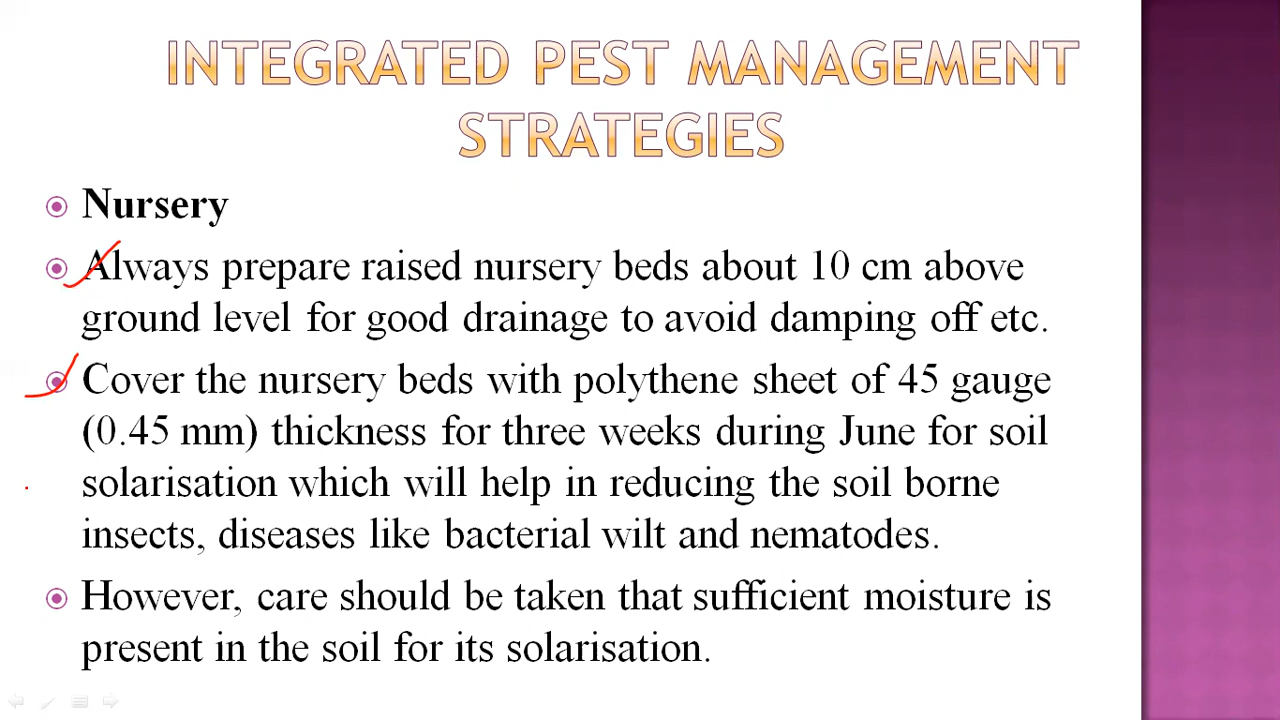 INTEGRATED PEST MANAGEMENT
STRATEGIES
Nursery
Always prepare raised nursery beds about 10 cm above
ground level for good drainage to avoid damping off etc.
Cover the nursery beds with polythene sheet of 45 gauge
(0.45 mm) thickness for three weeks during June for soil
solarisation which will help in reducing the soil borne
insects, diseases like bacterial wilt and nematodes.
However, care should be taken that sufficient moisture is
present in the soil for its solarisation.